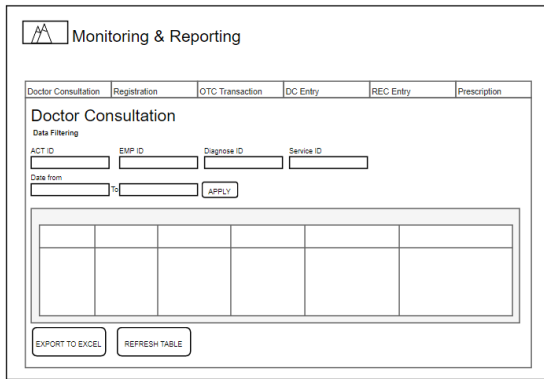 Monitoring & Reporting
Doctor Consultation Registration OTC Transaction DC Entry REC Entry Prescription
Doctor Consultation
Data Filtering
ACT ID EMP ID Diagnose ID Service ID
Date from
To APPLY
EXPORT TO EXCEL REFRESH TABLE